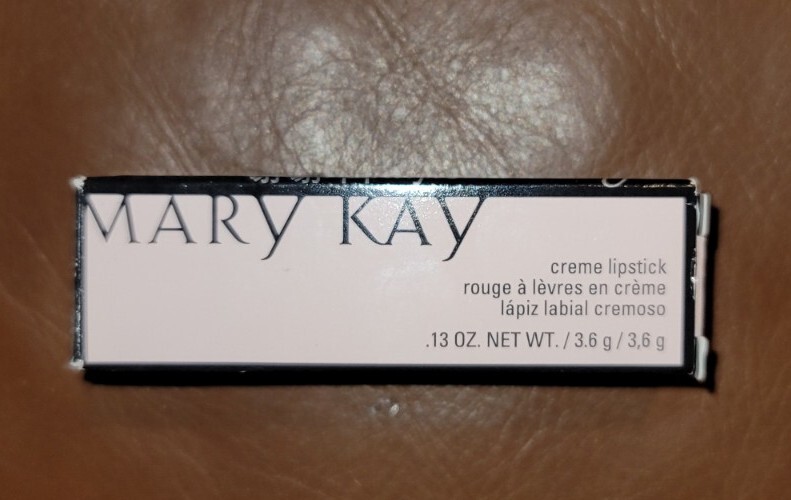 MARY KAY
creme lipstick
rouge à lèvres en crème
lápiz labial cremoso
.13 OZ. NET WT. / 3.6 g / 3,6 g